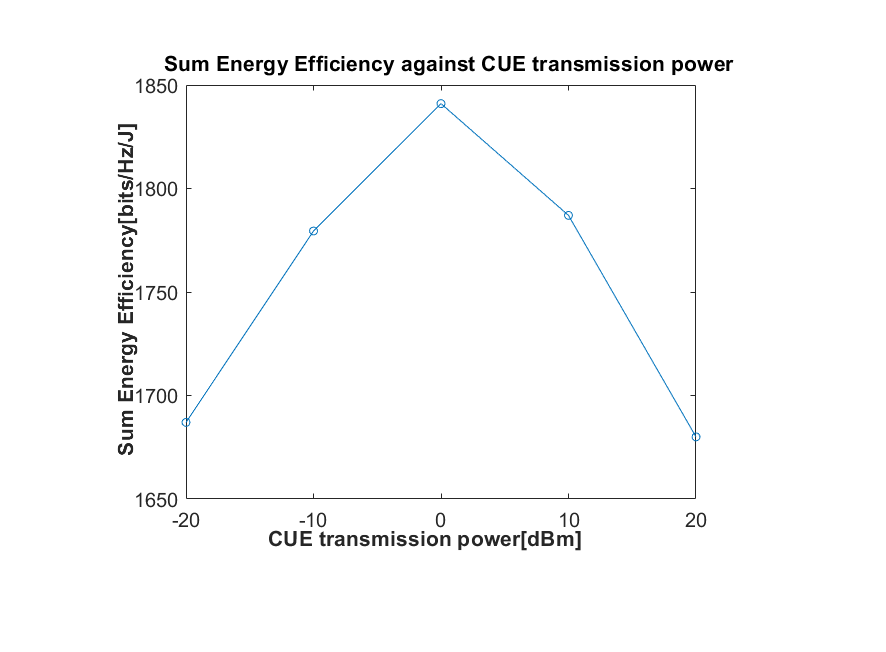 Sum Energy Efficiency against CUE transmission power
Sum Energy Efficiency[bits/Hz/J]
1850
1800
1750
1700
1650
-20 -10 0 10 20
CUE transmission power[dBm]